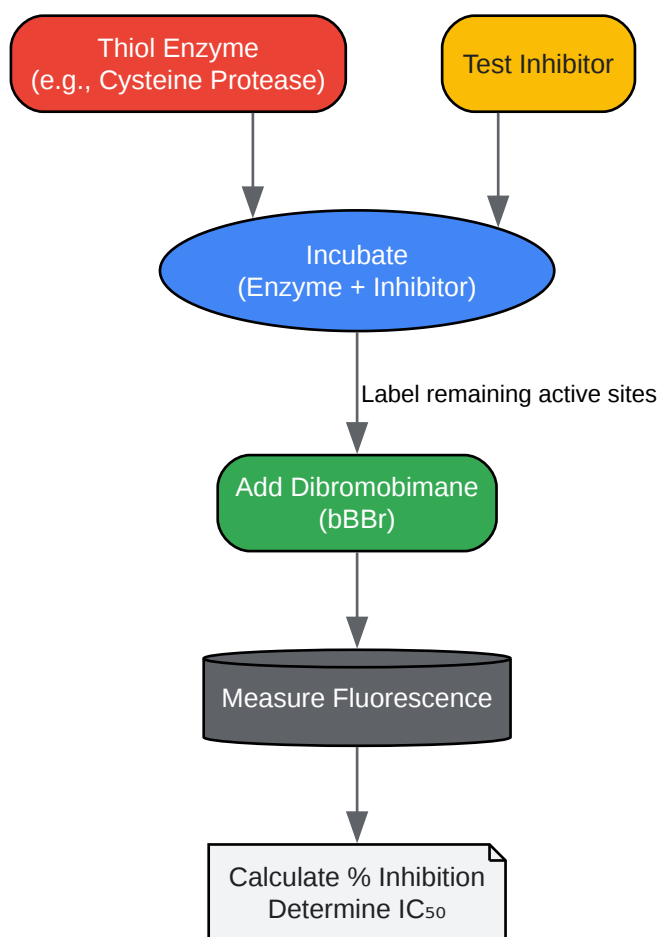 Thiol Enzyme
(e.g., Cysteine Protease)
Test Inhibitor
Incubate
(Enzyme + Inhibitor)
Label remaining active sites
Add Dibromobimane
(bBBr)
Measure Fluorescence
Calculate % Inhibition
Determine IC₅₀